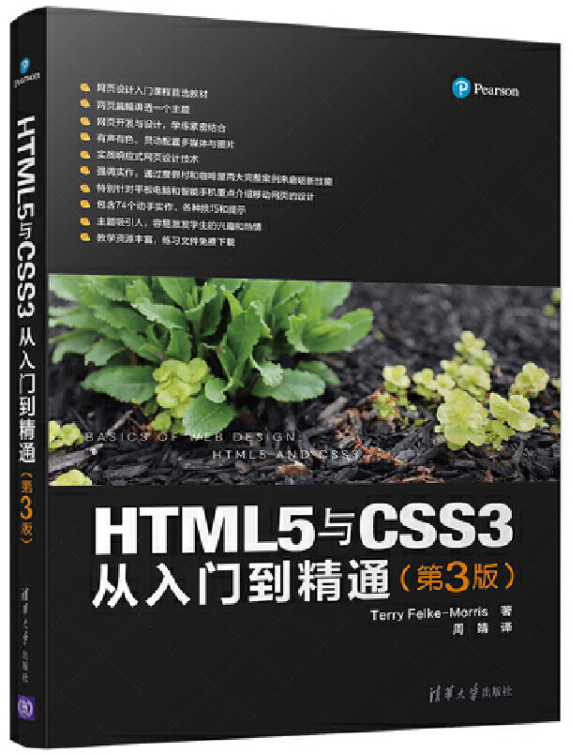 Pearson
网页设计入门课程首选教材
两页篇幅讲透一个主题
网页开发与设计，学练紧密结合
有声有色，灵动配置多媒体与图片
实战响应式网页设计技术
强调实作，通过度假村和咖啡屋两大完整案例来磨砺新技能
特别针对平板电脑和智能手机重点介绍移动网页的设计
包含74个动手实作、各种技巧和提示
主题吸引人，容易激发学生的兴趣和热情
教学资源丰富，练习文件免费下载
BASICS OF WEB DESIGN:
HTML5 AND CSS3
HTML5与CSS3
从入门到精通（第3版）
Terry Felke-Morris 著
周 靖 译
清华大学出版社
HTML5与CSS3 从入门到精通（第3版）
清华大学出版社